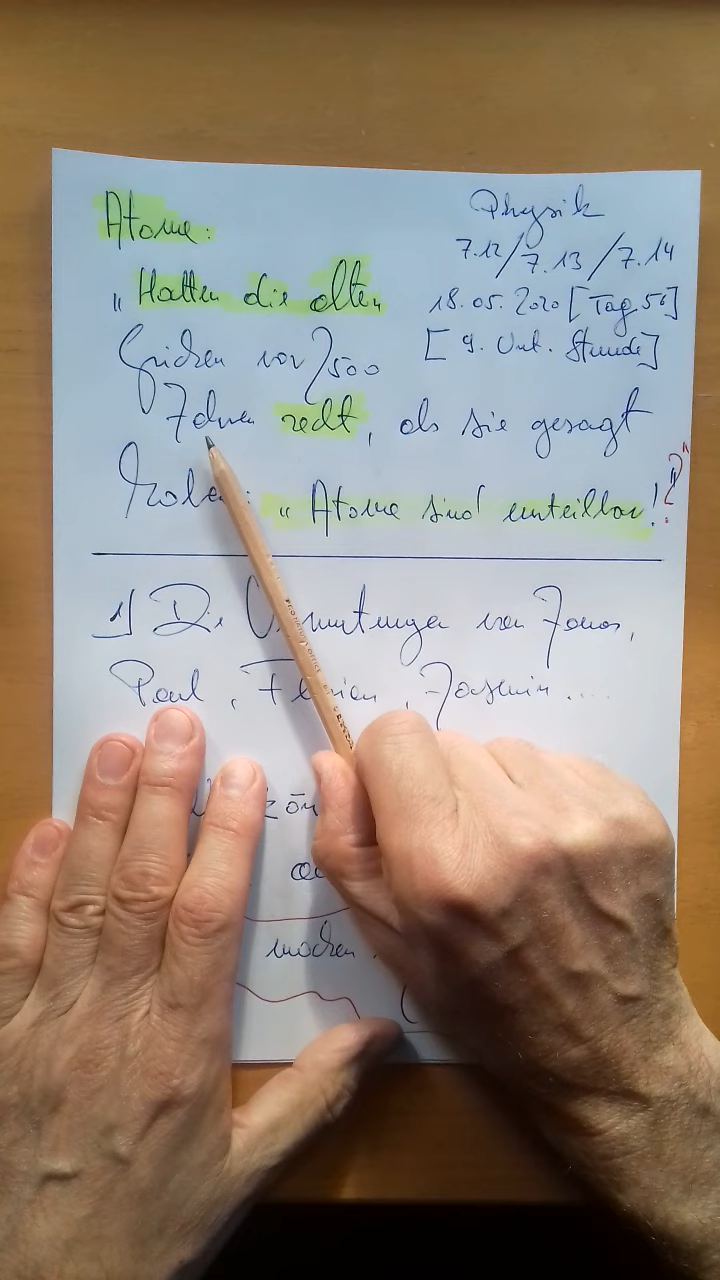 Atome:
Physik
7.12/7.13/7.14
„Hatten die alten
18.05.2020 [Tag 56]
Griechen vor 2500
[9. Unt. Stunde]
Jahren recht, als sie gesagt
haben: „Atome sind unteilbar!?"
1) Die Vermutungen von Jonas,
Paul, Florian, Jasmin....
machen